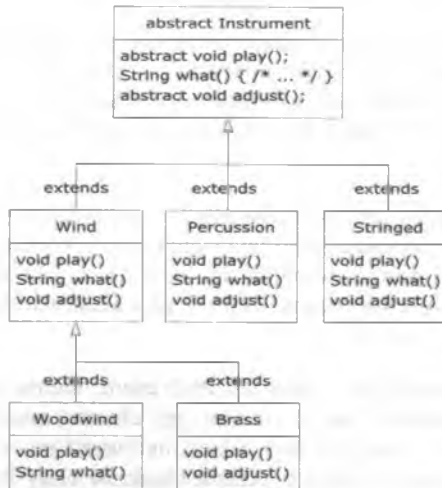 abstract Instrument
abstract void play();
String what() { /* ... */ }
abstract void adjust();
extends extends extends
Wind
void play()
String what()
void adjust()
Percussion
void play()
String what()
void adjust()
Stringed
void play()
String what()
void adjust()
extends extends
Woodwind
void play()
String what()
Brass
void play()
void adjust()